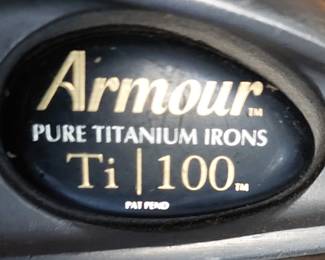 Armour™
PURE TITANIUM IRONS
Ti | 100™
PAT PEND